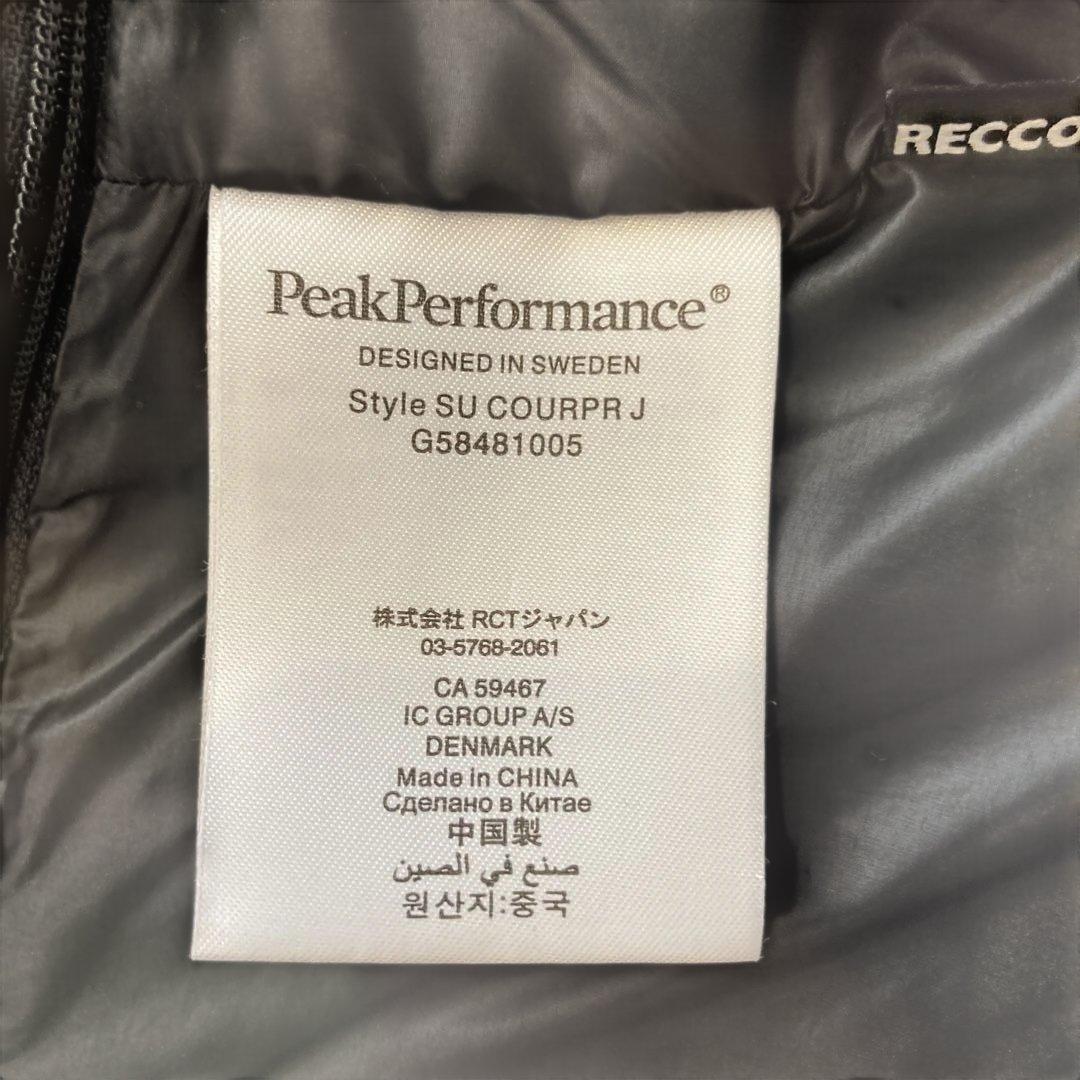 RECCO
PeakPerformance®
DESIGNED IN SWEDEN
Style SU COURPR J
G58481005
株式会社 RCTジャパン
03-5768-2061
CA 59467
IC GROUP A/S
DENMARK
Made in CHINA
Сделано в Китае
中国製
صنع في الصين
원산지:중국